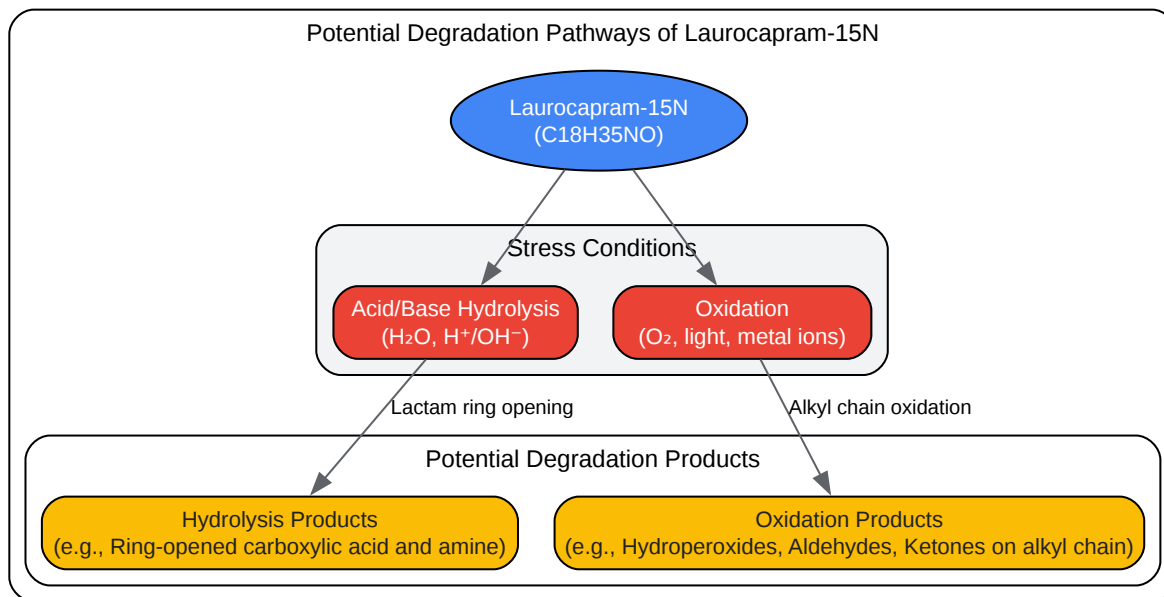 Potential Degradation Pathways of Laurocapram-15N
Laurocapram-15N
(C18H35NO)
Stress Conditions
Acid/Base Hydrolysis
(H₂O, H⁺/OH⁻)
Oxidation
(O₂, light, metal ions)
Lactam ring opening
Alkyl chain oxidation
Potential Degradation Products
Hydrolysis Products
(e.g., Ring-opened carboxylic acid and amine)
Oxidation Products
(e.g., Hydroperoxides, Aldehydes, Ketones on alkyl chain)